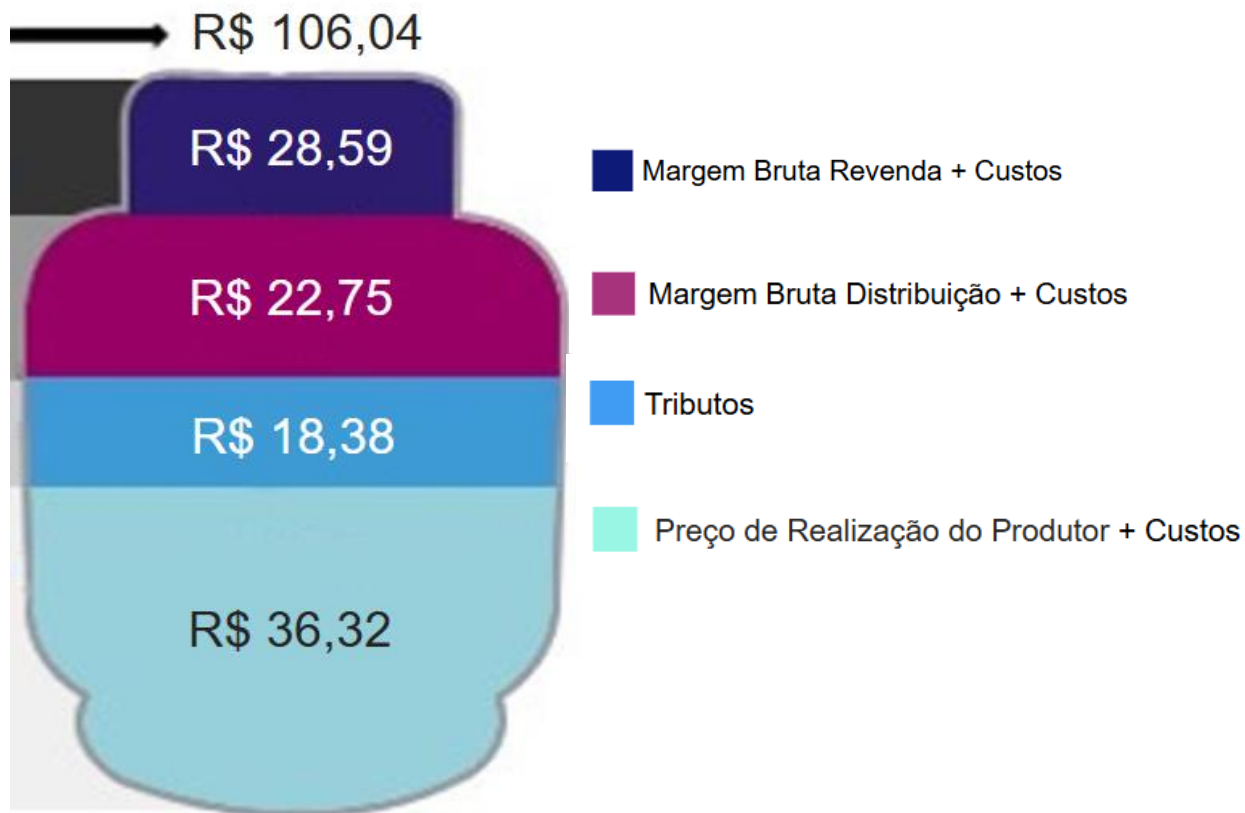 R$ 106,04
R$ 28,59
Margem Bruta Revenda + Custos
R$ 22,75
Margem Bruta Distribuição + Custos
R$ 18,38
Tributos
Preço de Realização do Produtor + Custos
R$ 36,32